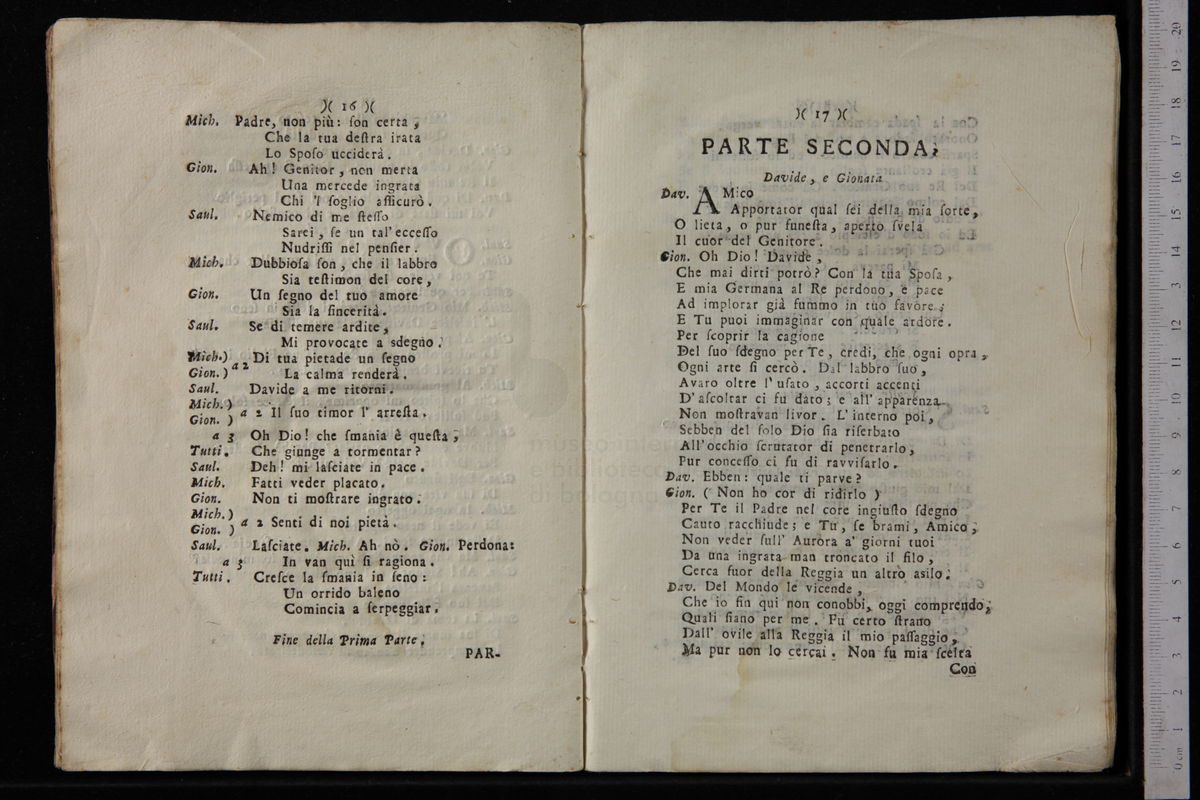 )( 16 )(
Mich. Padre, non più: ſon certa,
Che la tua deſtra irata
Lo Spoſo ucciderà.
Gion. Ah! Genitor, non merta
Una mercede ingrata
Chi 'l ſoglio aſſicurò.
Saul. Nemico di me ſteſſo
Sarei, ſe un tal' ecceſſo
Nudriſſi nel penſier.
Mich. Dubbioſa ſon, che il labbro
Sia teſtimon del core,
Gion. Un ſegno del tuo amore
Sia la ſincerità.
Saul. Se di temere ardite,
Mi provocate a sdegno.
Mich.) Di tua pietade un ſegno
Gion.) a 2 La calma renderà.
Saul. Davide a me ritorni.
Mich.)
Gion. ) a 2 Il ſuo timor l' arreſta.
a 3 Oh Dio! che ſmania è queſta,
Tutti. Che giunge a tormentar?
Saul. Deh! mi laſciate in pace.
Mich. Fatti veder placato.
Gion. Non ti moſtrare ingrato.
Mich.)
Gion. ) a 2 Senti di noi pietà.
Saul. Laſciate. Mich. Ah nò. Gion. Perdona:
a 3 In van quì ſi ragiona.
Tutti. Creſce la ſmania in ſeno:
Un orrido baleno
Comincia a ſerpeggiar.
Fine della Prima Parte.
PAR-
)( 17 )(
PARTE SECONDA.
Davide, e Gionata
Dav. AMico
Apportator qual ſei della mia ſorte,
O lieta, o pur funeſta, aperto ſvela
Il cuor del Genitore.
Gion. Oh Dio! Davide,
Che mai dirti potrò? Con la tua Spoſa,
E mia Germana al Re perdono, e pace
Ad implorar già fummo in tuo favore;
E Tu puoi immaginar con quale ardore.
Per ſcoprir la cagione
Del ſuo ſdegno per Te, credi, che ogni opra,
Ogni arte ſi cercò. Dal labbro ſuo,
Avaro oltre l' uſato, accorti accenti
D' aſcoltar ci fu dato; e all' apparenza
Non moſtravan livor. L' interno poi,
Sebben del ſolo Dio ſia riſerbato
All' occhio ſcrutator di penetrarlo,
Pur conceſſo ci fu di ravviſarlo.
Dav. Ebben: quale ti parve?
Gion. ( Non ho cor di ridirlo )
Per Te il Padre nel core ingiuſto ſdegno
Cauto racchiude; e Tu, ſe brami, Amico,
Non veder ſull' Aurora a' giorni tuoi
Da una ingrata man troncato il filo,
Cerca fuor della Reggia un altro asilo.
Dav. Del Mondo le vicende,
Che io fin qui non conobbi, oggi comprendo,
Quali ſiano per me. Fu certo ſtrano
Dall' ovile alla Reggia il mio paſſaggio,
Ma pur non lo cercai. Non fu mia ſcelta
Con